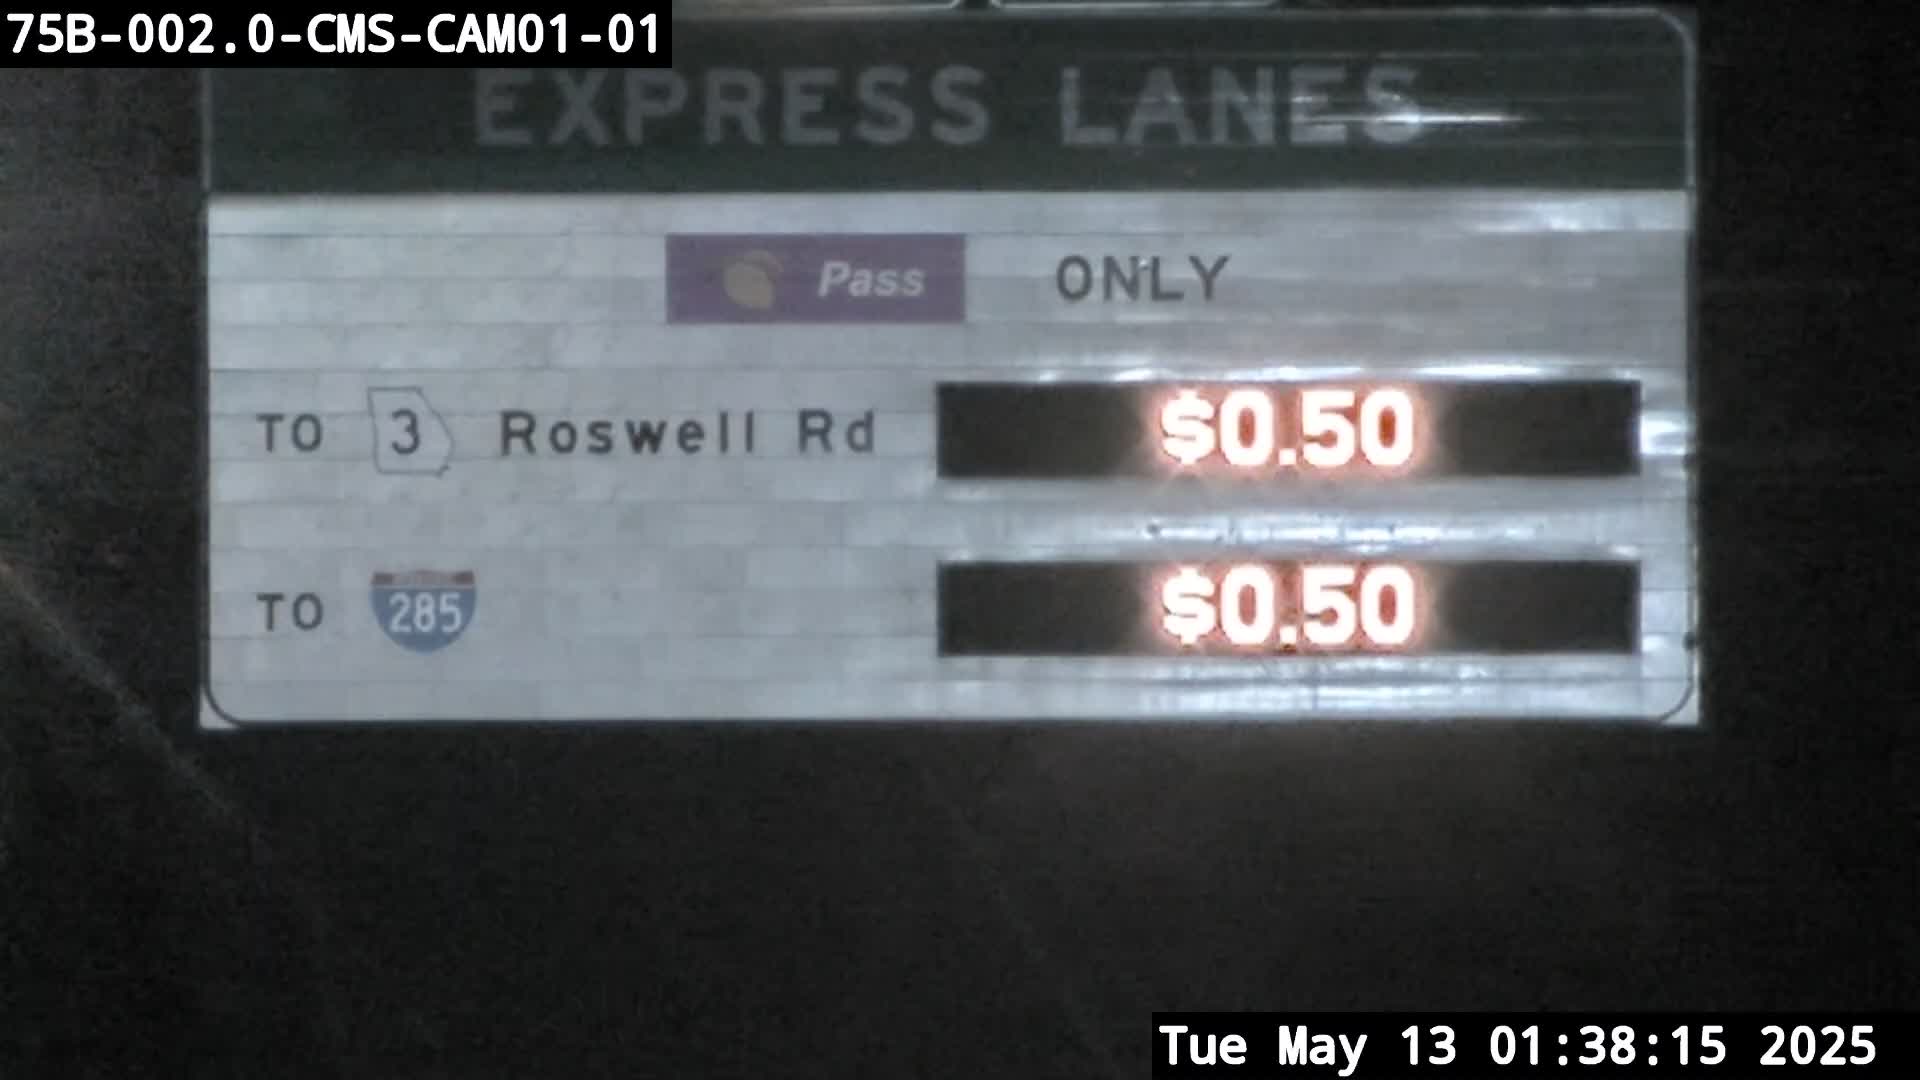 75B-002.0-CMS-CAM01-01
EXPRESS LANES
Pass ONLY
TO 3 Roswell Rd $0.50
TO 285 $0.50
Tue May 13 01:38:15 2025